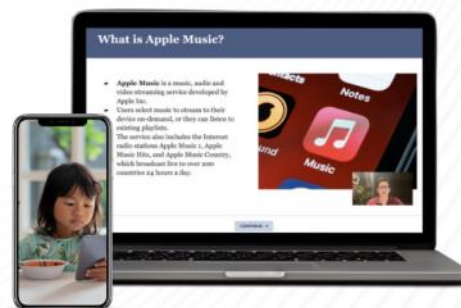 What is Apple Music?
Apple Music is a music, audio and
video streaming service developed by
Apple Inc.
Users select music to stream to their
device on-demand, or they can listen to
existing playlists.
The service also includes the Internet
radio stations Apple Music 1, Apple
Music Hits, and Apple Music Country,
which broadcast live to over 200
countries 24 hours a day.
ontacts
Notes
und
Music
CONTINUE